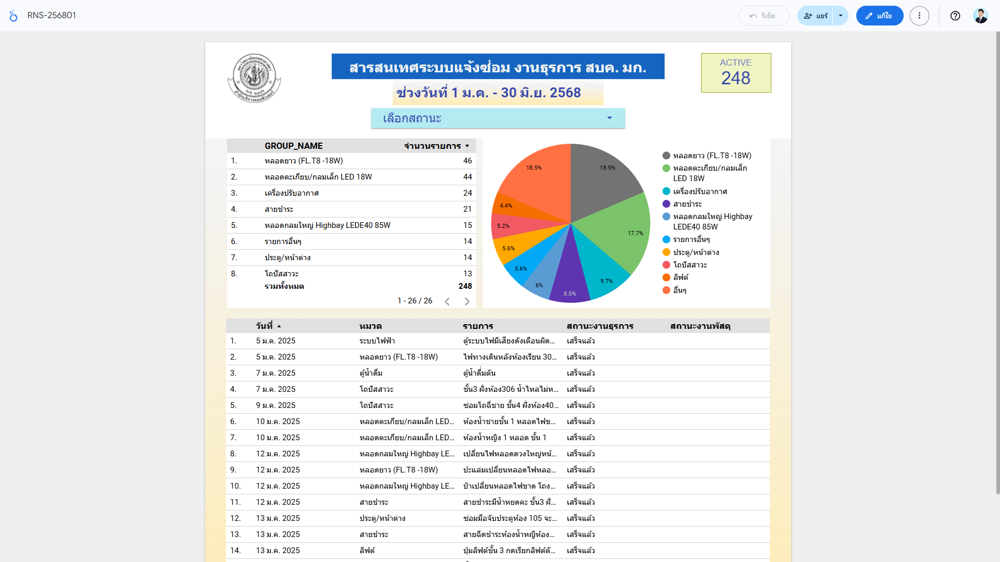 RNS-256801
รีเซ็ต
แชร์
แก้ไข
มหาวิทยาลัยเกษตรศาสตร์
พ.ศ. ๒๔๘๖
สำนักบริการคอมพิวเตอร์
สารสนเทศระบบแจ้งซ่อม งานธุรการ สบค. มก.
ช่วงวันที่ 1 ม.ค. - 30 มิ.ย. 2568
ACTIVE
248
เลือกสถานะ
GROUP_NAME จำนวนรายการ
1. หลอดยาว (FL.T8 -18W) 46
2. หลอดตะเกียบ/กลมเล็ก LED 18W 44
3. เครื่องปรับอากาศ 24
4. สายชำระ 21
5. หลอดกลมใหญ่ Highbay LEDE40 85W 15
6. รายการอื่นๆ 14
7. ประตู/หน้าต่าง 14
8. โถปัสสาวะ 13
รวมทั้งหมด 248
1 - 26 / 26
18.5%
17.7%
9.7%
8.5%
6%
5.6%
5.6%
5.2%
4.4%
18.5%
หลอดยาว (FL.T8 -18W)
หลอดตะเกียบ/กลมเล็ก
LED 18W
เครื่องปรับอากาศ
สายชำระ
หลอดกลมใหญ่ Highbay
LEDE40 85W
รายการอื่นๆ
ประตู/หน้าต่าง
โถปัสสาวะ
ลิฟต์
อื่นๆ
วันที่ หมวด รายการ สถานะงานธุรการ สถานะงานพัสดุ
1. 5 ม.ค. 2025 ระบบไฟฟ้า ตู้ระบบไฟมีเสียงดังเตือนผิด... เสร็จแล้ว
2. 5 ม.ค. 2025 หลอดยาว (FL.T8 -18W) ไฟทางเดินหลังห้องเรียน 30... เสร็จแล้ว
3. 7 ม.ค. 2025 ตู้น้ำดื่ม ตู้น้ำดื่มตัน เสร็จแล้ว
4. 7 ม.ค. 2025 โถปัสสาวะ ชั้น3 ฝั่งห้อง306 น้ำไหลไม่ห... เสร็จแล้ว
5. 9 ม.ค. 2025 โถปัสสาวะ ซ่อมโถฉี่ชาย ชั้น4 ฝั่งห้อง40... เสร็จแล้ว
6. 10 ม.ค. 2025 หลอดตะเกียบ/กลมเล็ก LED... ห้องน้ำชายชั้น 1 หลอดไฟข... เสร็จแล้ว
7. 10 ม.ค. 2025 หลอดตะเกียบ/กลมเล็ก LED... ห้องน้ำหญิง 1 หลอด ชั้น 1 เสร็จแล้ว
8. 12 ม.ค. 2025 หลอดกลมใหญ่ Highbay LE... เปลี่ยนไฟหลอดดวงใหญ่หน้... เสร็จแล้ว
9. 12 ม.ค. 2025 หลอดยาว (FL.T8 -18W) ปะแล่มเปลี่ยนหลอดไฟหลอ... เสร็จแล้ว
10. 12 ม.ค. 2025 หลอดกลมใหญ่ Highbay LE... ป๋าเปลี่ยนหลอดไฟขาด โถง... เสร็จแล้ว
11. 12 ม.ค. 2025 สายชำระ สายชำระมีน้ำหยดคะ ชั้น3 ฝั่... เสร็จแล้ว
12. 13 ม.ค. 2025 ประตู/หน้าต่าง ซ่อมมือจับประตูห้อง 105 จะ... เสร็จแล้ว
13. 13 ม.ค. 2025 สายชำระ สายฉีดชำระห้องน้ำหญิห้อง... เสร็จแล้ว
14. 13 ม.ค. 2025 ลิฟต์ ปุ่มลิฟต์ชั้น 3 กดเรียกลิฟต์ตั... เสร็จแล้ว